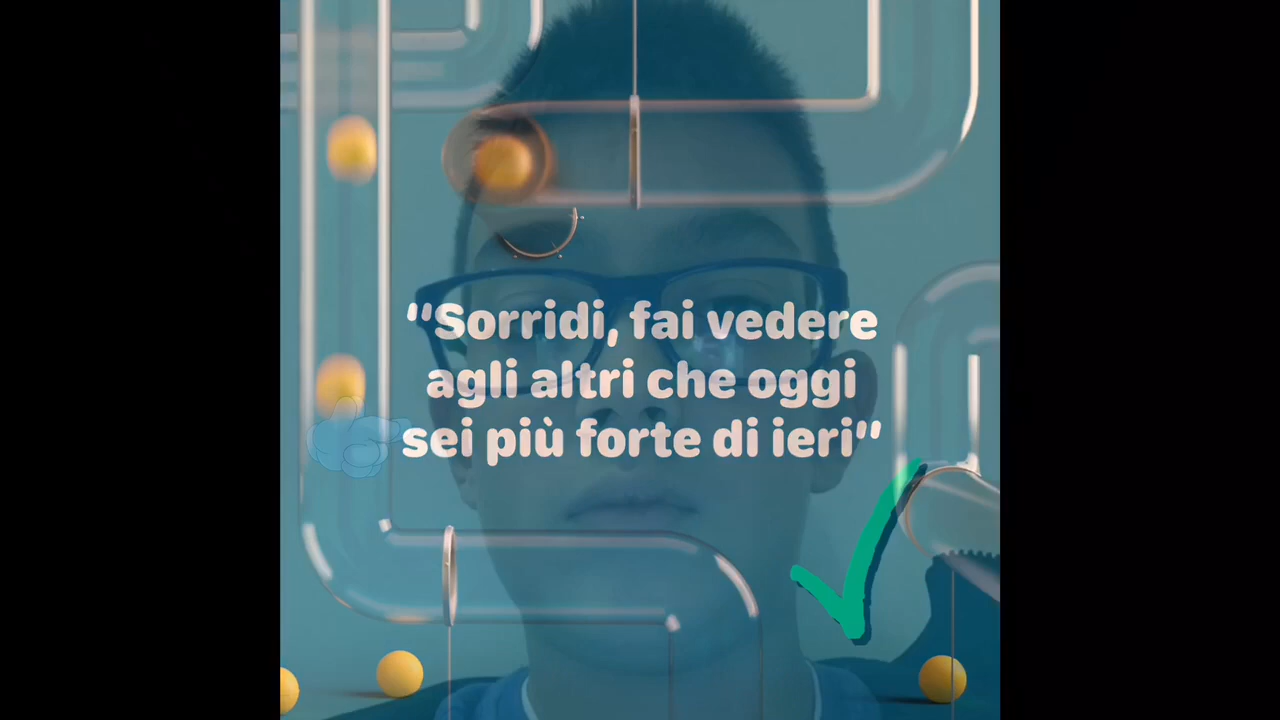 "Sorridi, fai vedere
agli altri che oggi
sei più forte di ieri"